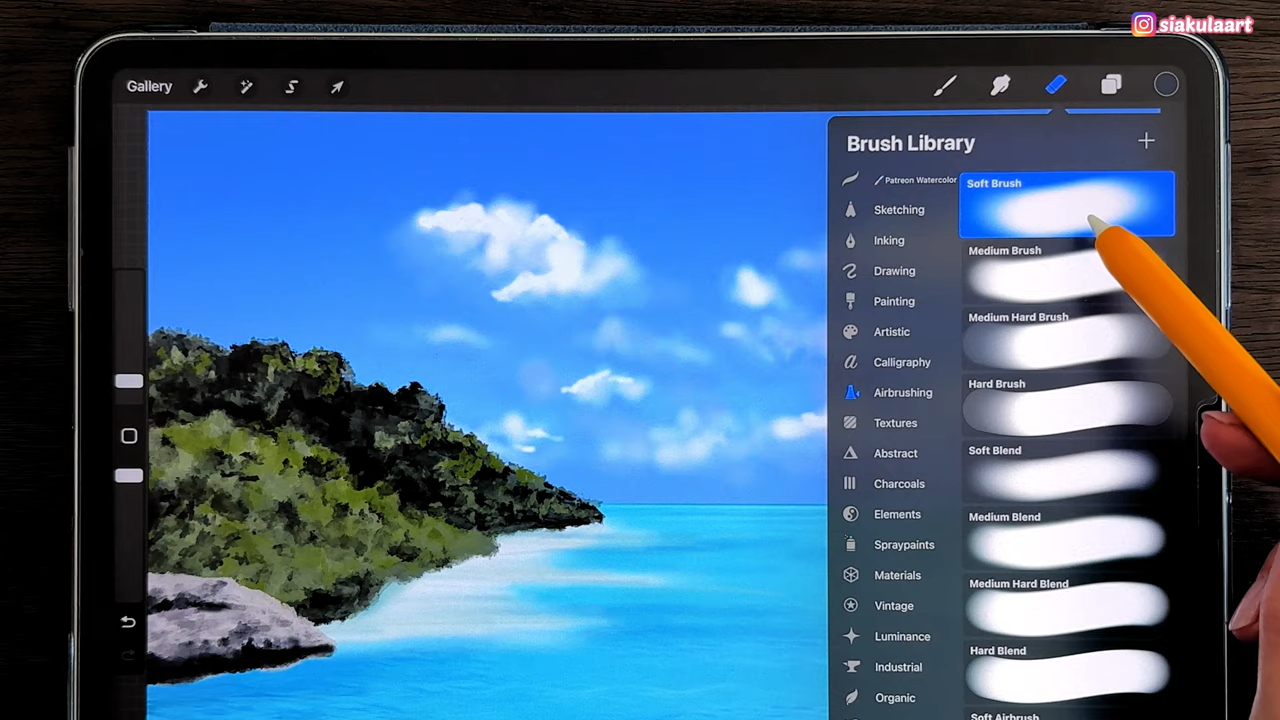 siakulaart
Gallery
Brush Library
Patreon Watercolor
Sketching
Inking
Drawing
Painting
Artistic
Calligraphy
Airbrushing
Textures
Abstract
Charcoals
Elements
Spraypaints
Materials
Vintage
Luminance
Industrial
Organic
Soft Brush
Medium Brush
Medium Hard Brush
Hard Brush
Soft Blend
Medium Blend
Medium Hard Blend
Hard Blend
Soft Airbrush